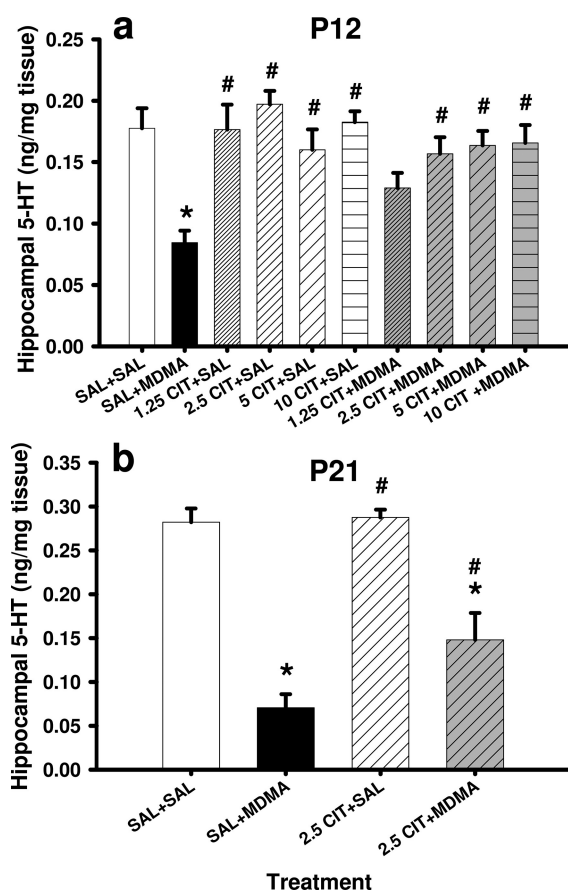 a
P12
Hippocampal 5-HT (ng/mg tissue)
0.25
0.20
0.15
0.10
0.05
0.00
*
#
#
#
#
#
#
#
SAL+SAL
SAL+MDMA
1.25 CIT+SAL
2.5 CIT+SAL
5 CIT+SAL
10 CIT+SAL
1.25 CIT+MDMA
2.5 CIT+MDMA
5 CIT+MDMA
10 CIT +MDMA
b
P21
Hippocampal 5-HT (ng/mg tissue)
0.35
0.30
0.25
0.20
0.15
0.10
0.05
0.00
*
#
#
*
SAL+SAL
SAL+MDMA
2.5 CIT+SAL
2.5 CIT+MDMA
Treatment